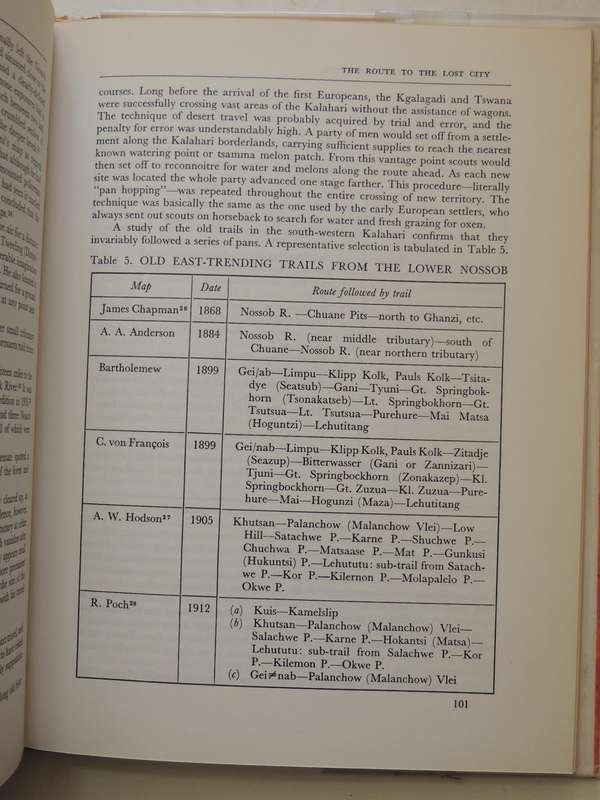 THE ROUTE TO THE LOST CITY
courses. Long before the arrival of the first Europeans, the Kgalagadi and Tswana
were successfully crossing vast areas of the Kalahari without the assistance of wagons.
The technique of desert travel was probably acquired by trial and error, and the
penalty for error was understandably high. A party of men would set off from a settle-
ment along the Kalahari borderlands, carrying sufficient supplies to reach the nearest
known watering point or tsamma melon patch. From this vantage point scouts would
then set off to reconnoitre for water and melons along the route ahead. As each new
site was located the whole party advanced one stage farther. This procedure—literally
"pan hopping"—was repeated throughout the entire crossing of new territory. The
technique was basically the same as the one used by the early European settlers, who
always sent out scouts on horseback to search for water and fresh grazing for oxen.
A study of the old trails in the south-western Kalahari confirms that they
invariably followed a series of pans. A representative selection is tabulated in Table 5.
Table 5. OLD EAST-TRENDING TRAILS FROM THE LOWER NOSSOB
Map Date Route followed by trail
James Chapman²⁶ 1868 Nossob R. —Chuane Pits—north to Ghanzi, etc.
A. A. Anderson 1884 Nossob R. (near middle tributary)—south of
Chuane—Nossob R. (near northern tributary)
Bartholemew 1899 Gei/ab—Limpu—Klipp Kolk, Pauls Kolk—Tsita-
dye (Seatsub)—Gani—Tyuni—Gt. Springbok-
horn (Tsonakatseb)—Lt. Springbokhorn—Gt.
Tsutsua—Lt. Tsutsua—Purehure—Mai Matsa
(Hoguntzi)—Lehutitang
C. von François 1899 Gei/nab—Limpu—Klipp Kolk, Pauls Kolk—Zitadje
(Seazup)—Bitterwasser (Gani or Zannizari)—
Tjuni—Gt. Springbockhorn (Zonakazep)—Kl.
Springbockhorn—Gt. Zuzua—Kl. Zuzua—Pure-
hure—Mai—Hogunzi (Maza)—Lehutitang
A. W. Hodson²⁷ 1905 Khutsan—Palanchow (Malanchow Vlei)—Low
Hill—Satachwe P.—Karne P.—Shuchwe P.—
Chuchwa P.—Matsaase P.—Mat P.—Gunkusi
(Hukuntsi) P.—Lehututu: sub-trail from Satach-
we P.—Kor P.—Kilernon P.—Molapalelo P.—
Okwe P.
R. Poch²⁸ 1912 (a) Kuis—Kamelslip
(b) Khutsan—Palanchow (Malanchow) Vlei—
Salachwe P.—Karne P.—Hokantsi (Matsa)—
Lehututu: sub-trail from Salachwe P.—Kor
P.—Kilemon P.—Okwe P.
(c) Gei≠nab—Palanchow (Malanchow) Vlei
101